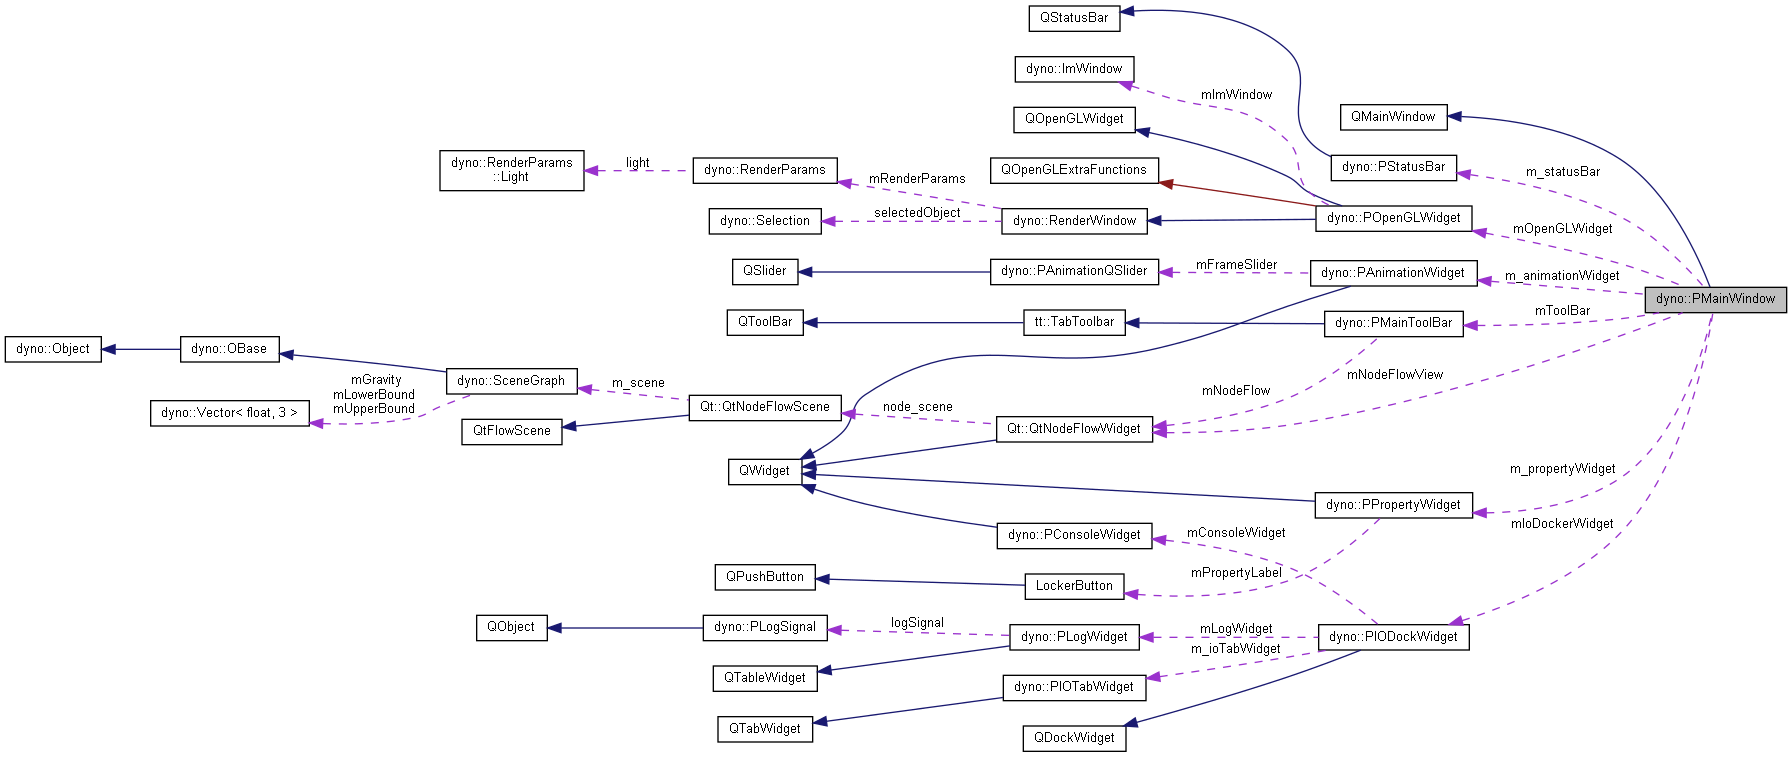 QStatusBar
dyno::ImWindow
mImWindow
QOpenGLWidget
QMainWindow
dyno::RenderParams
::Light
light
dyno::RenderParams
mRenderParams
QOpenGLExtraFunctions
dyno::PStatusBar
m_statusBar
dyno::Selection
selectedObject
dyno::RenderWindow
dyno::POpenGLWidget
mOpenGLWidget
QSlider
dyno::PAnimationQSlider
mFrameSlider
dyno::PAnimationWidget
m_animationWidget
dyno::PMainWindow
QToolBar
tt::TabToolbar
dyno::PMainToolBar
mToolBar
dyno::Object
dyno::OBase
mGravity
mLowerBound
mUpperBound
dyno::SceneGraph
m_scene
mNodeFlow
mNodeFlowView
dyno::Vector< float, 3 >
QtFlowScene
Qt::QtNodeFlowScene
node_scene
Qt::QtNodeFlowWidget
QWidget
m_propertyWidget
dyno::PPropertyWidget
dyno::PConsoleWidget
mConsoleWidget
mIoDockerWidget
QPushButton
LockerButton
mPropertyLabel
QObject
dyno::PLogSignal
logSignal
dyno::PLogWidget
mLogWidget
m_ioTabWidget
dyno::PIODockWidget
QTableWidget
dyno::PIOTabWidget
QTabWidget
QDockWidget